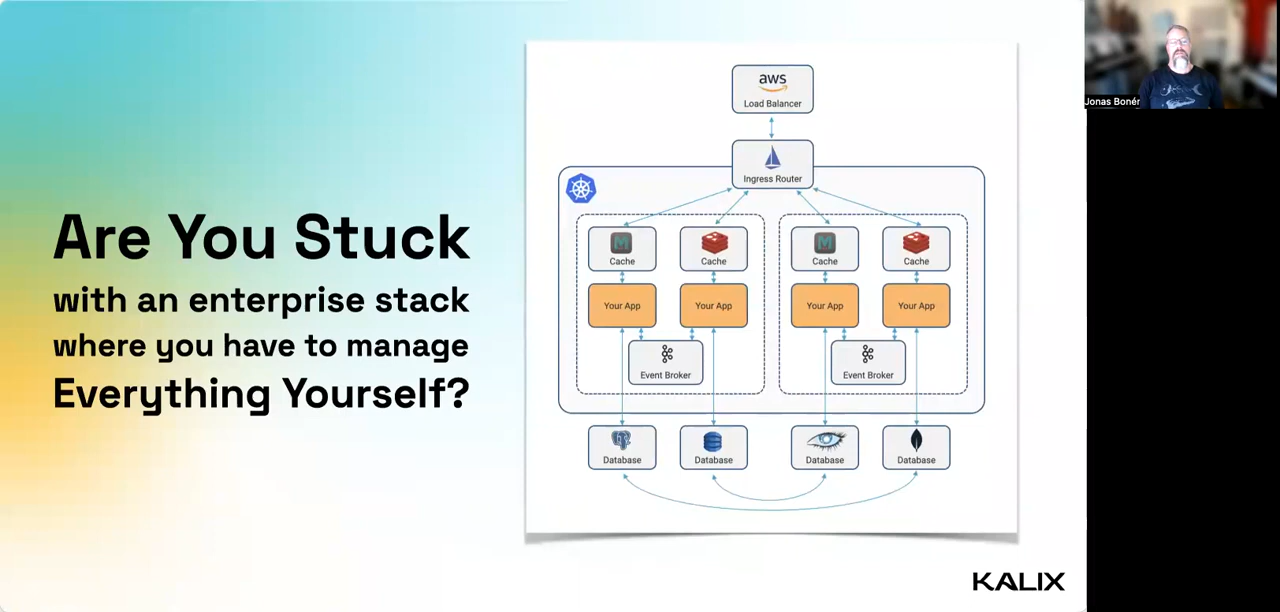 Are You Stuck
with an enterprise stack
where you have to manage
Everything Yourself?
aws
Load Balancer
Ingress Router
M
Cache
Cache
M
Cache
Cache
Your App
Your App
Your App
Your App
Event Broker
Event Broker
Database
Database
Database
Database
KALIX
Jonas Bonér